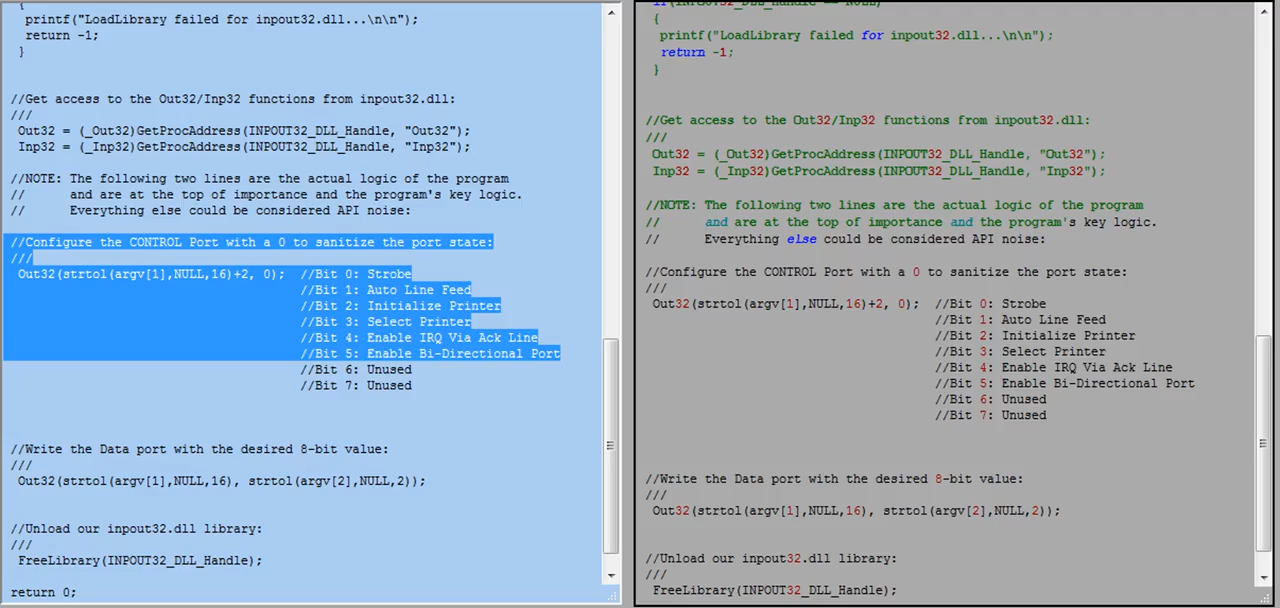 {
printf("LoadLibrary failed for inpout32.dll...\n\n");
return -1;
}
//Get access to the Out32/Inp32 functions from inpout32.dll:
///
Out32 = (_Out32)GetProcAddress(INPOUT32_DLL_Handle, "Out32");
Inp32 = (_Inp32)GetProcAddress(INPOUT32_DLL_Handle, "Inp32");
//NOTE: The following two lines are the actual logic of the program
// and are at the top of importance and the program's key logic.
// Everything else could be considered API noise:
//Configure the CONTROL Port with a 0 to sanitize the port state:
///
Out32(strtol(argv[1],NULL,16)+2, 0); //Bit 0: Strobe
//Bit 1: Auto Line Feed
//Bit 2: Initialize Printer
//Bit 3: Select Printer
//Bit 4: Enable IRQ Via Ack Line
//Bit 5: Enable Bi-Directional Port
//Bit 6: Unused
//Bit 7: Unused
//Write the Data port with the desired 8-bit value:
///
Out32(strtol(argv[1],NULL,16), strtol(argv[2],NULL,2));
//Unload our inpout32.dll library:
///
FreeLibrary(INPOUT32_DLL_Handle);
return 0;
if(INPOUT32_DLL_Handle == NULL)
{
printf("LoadLibrary failed for inpout32.dll...\n\n");
return -1;
}
//Get access to the Out32/Inp32 functions from inpout32.dll:
///
Out32 = (_Out32)GetProcAddress(INPOUT32_DLL_Handle, "Out32");
Inp32 = (_Inp32)GetProcAddress(INPOUT32_DLL_Handle, "Inp32");
//NOTE: The following two lines are the actual logic of the program
// and are at the top of importance and the program's key logic.
// Everything else could be considered API noise:
//Configure the CONTROL Port with a 0 to sanitize the port state:
///
Out32(strtol(argv[1],NULL,16)+2, 0); //Bit 0: Strobe
//Bit 1: Auto Line Feed
//Bit 2: Initialize Printer
//Bit 3: Select Printer
//Bit 4: Enable IRQ Via Ack Line
//Bit 5: Enable Bi-Directional Port
//Bit 6: Unused
//Bit 7: Unused
//Write the Data port with the desired 8-bit value:
///
Out32(strtol(argv[1],NULL,16), strtol(argv[2],NULL,2));
//Unload our inpout32.dll library:
///
FreeLibrary(INPOUT32_DLL_Handle);